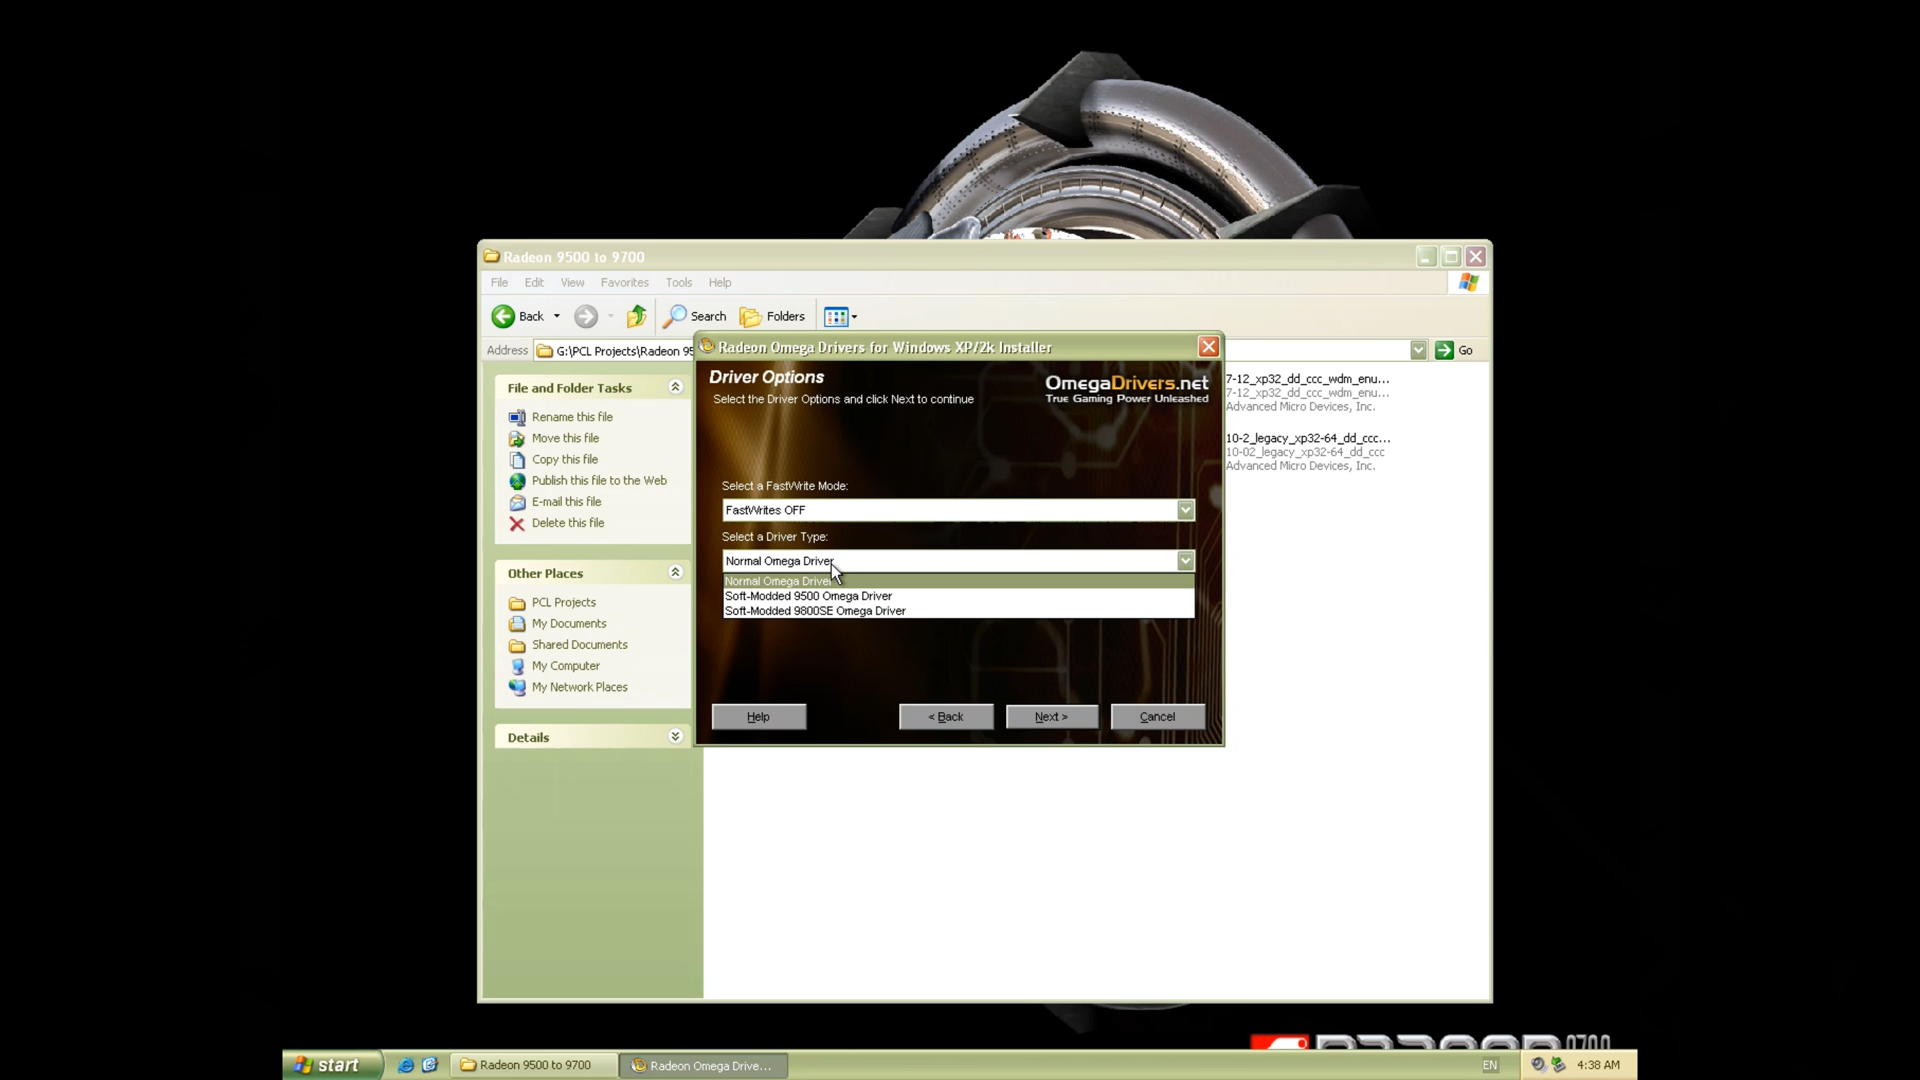 Radeon 9500 to 9700
File Edit View Favorites Tools Help
Back Search Folders
Address G:\PCL Projects\Radeon 95 Go
File and Folder Tasks
Rename this file
Move this file
Copy this file
Publish this file to the Web
E-mail this file
Delete this file
Other Places
PCL Projects
My Documents
Shared Documents
My Computer
My Network Places
Details
7-12_xp32_dd_ccc_wdm_enu...
7-12_xp32_dd_ccc_wdm_enu...
Advanced Micro Devices, Inc.
10-2_legacy_xp32-64_dd_ccc...
10-02_legacy_xp32-64_dd_ccc
Advanced Micro Devices, Inc.
Radeon Omega Drivers for Windows XP/2k Installer
Driver Options
Select the Driver Options and click Next to continue
OmegaDrivers.net
True Gaming Power Unleashed
Select a FastWrite Mode:
FastWrites OFF
Select a Driver Type:
Normal Omega Driver
Normal Omega Driver
Soft-Modded 9500 Omega Driver
Soft-Modded 9800SE Omega Driver
Help < Back Next > Cancel
RADEON 9700
start Radeon 9500 to 9700 Radeon Omega Drive... EN 4:38 AM